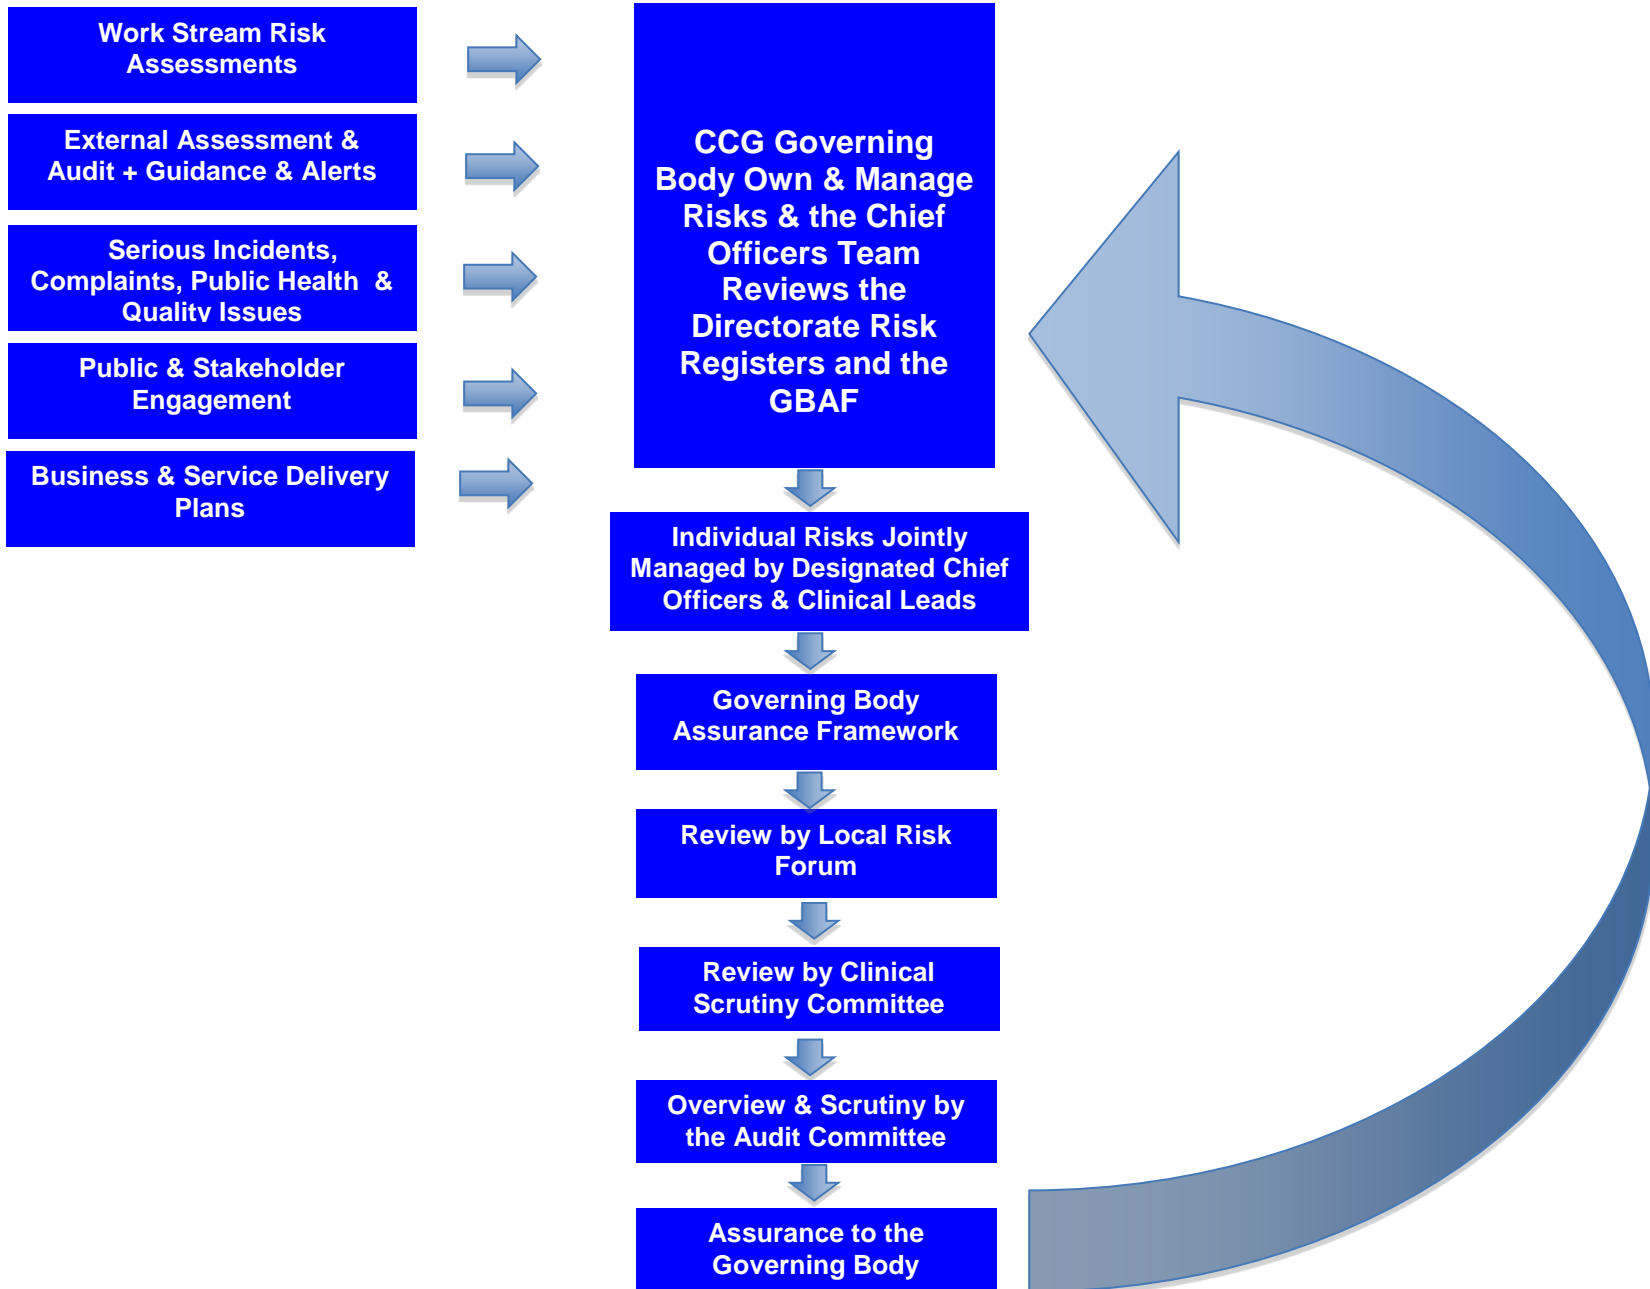 Work Stream Risk
Assessments
External Assessment &
Audit + Guidance & Alerts
Serious Incidents,
Complaints, Public Health & 
Quality Issues
Public & Stakeholder
Engagement
Business & Service Delivery
Plans
CCG Governing
Body Own & Manage
Risks & the Chief
Officers Team
Reviews the
Directorate Risk
Registers and the
GBAF
Individual Risks Jointly
Managed by Designated Chief
Officers & Clinical Leads
Governing Body
Assurance Framework
Review by Local Risk
Forum
Review by Clinical
Scrutiny Committee
Overview & Scrutiny by
the Audit Committee
Assurance to the
Governing Body